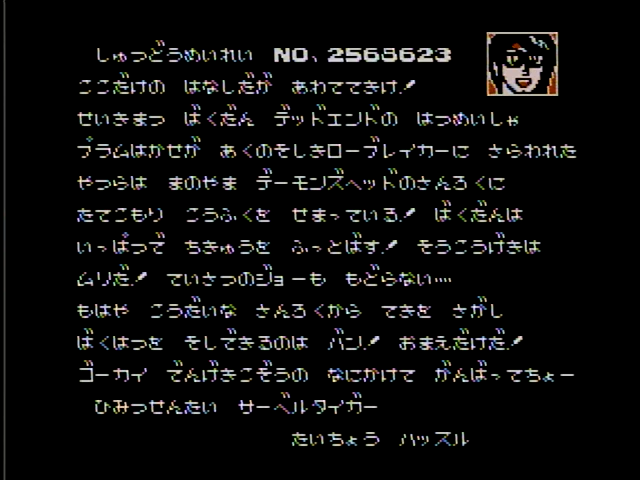 しゅつどうめいれい NO、2568623
ここだけの はなしだが あわててきけ!
せいきまつ ばくだん デッドエンドの はつめいしゃ
プラムはかせが あくのそしきローブレイカーに さらわれた
やつらは まのやま デーモンズヘッドのさんろくに
たてこもり こうふくを せまっている! ばくだんは
いっぱつで ちきゅうを ふっとばす! そうこうげきは
ムリだ! ていさつのジョーも もどらない…
もはや こうだいな さんろくから てきを さがし
ばくはつを そしできるのは バン! おまえだけだ!
ゴーカイ でんげきこぞうの なにかけて がんばってちょー
ひみつせんたい サーベルタイガー
たいちょう ハッスル